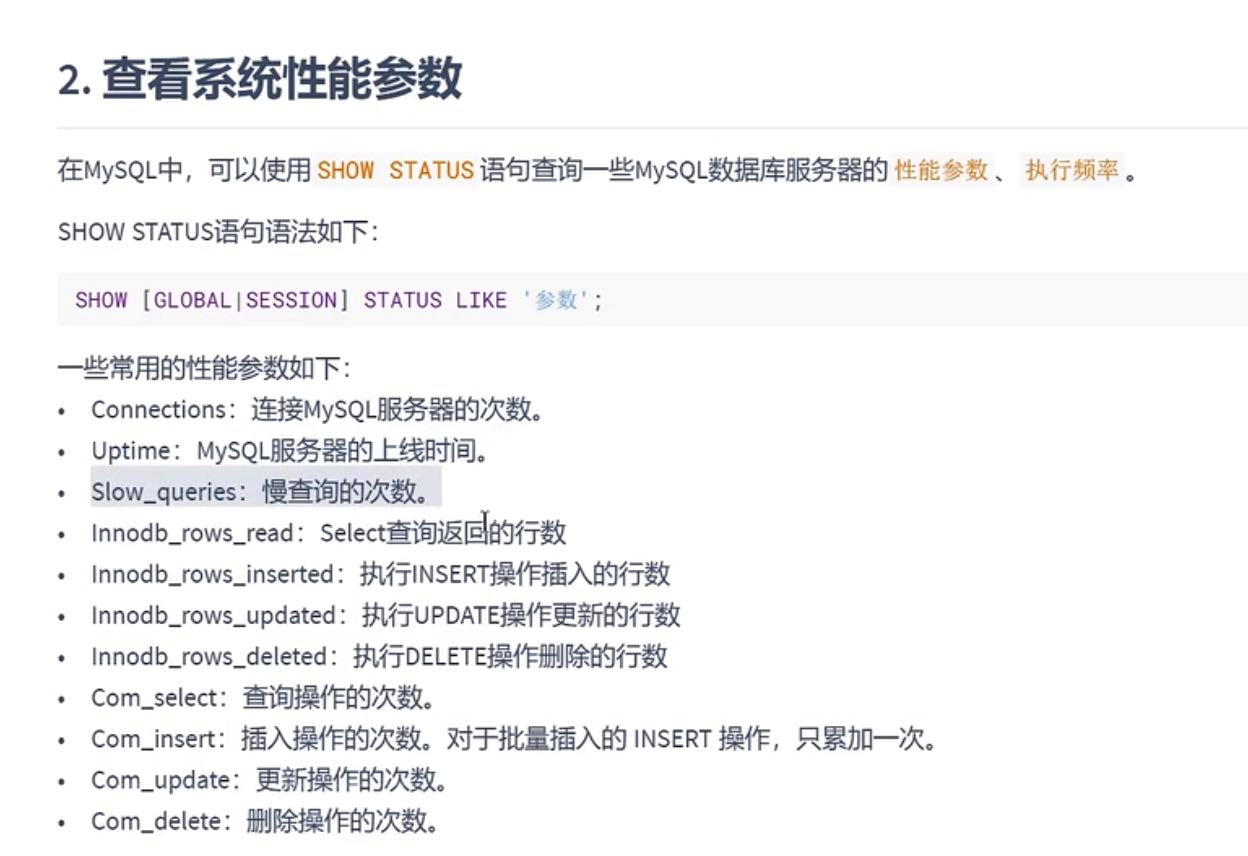 2. 查看系统性能参数
在MySQL中，可以使用 SHOW STATUS 语句查询一些MySQL数据库服务器的 性能参数 、 执行频率 。
SHOW STATUS语句语法如下：
SHOW [GLOBAL|SESSION] STATUS LIKE '参数';
一些常用的性能参数如下：
• Connections：连接MySQL服务器的次数。
• Uptime：MySQL服务器的上线时间。
• Slow_queries：慢查询的次数。
• Innodb_rows_read：Select查询返回的行数
• Innodb_rows_inserted：执行INSERT操作插入的行数
• Innodb_rows_updated：执行UPDATE操作更新的行数
• Innodb_rows_deleted：执行DELETE操作删除的行数
• Com_select：查询操作的次数。
• Com_insert：插入操作的次数。对于批量插入的 INSERT 操作，只累加一次。
• Com_update：更新操作的次数。
• Com_delete：删除操作的次数。